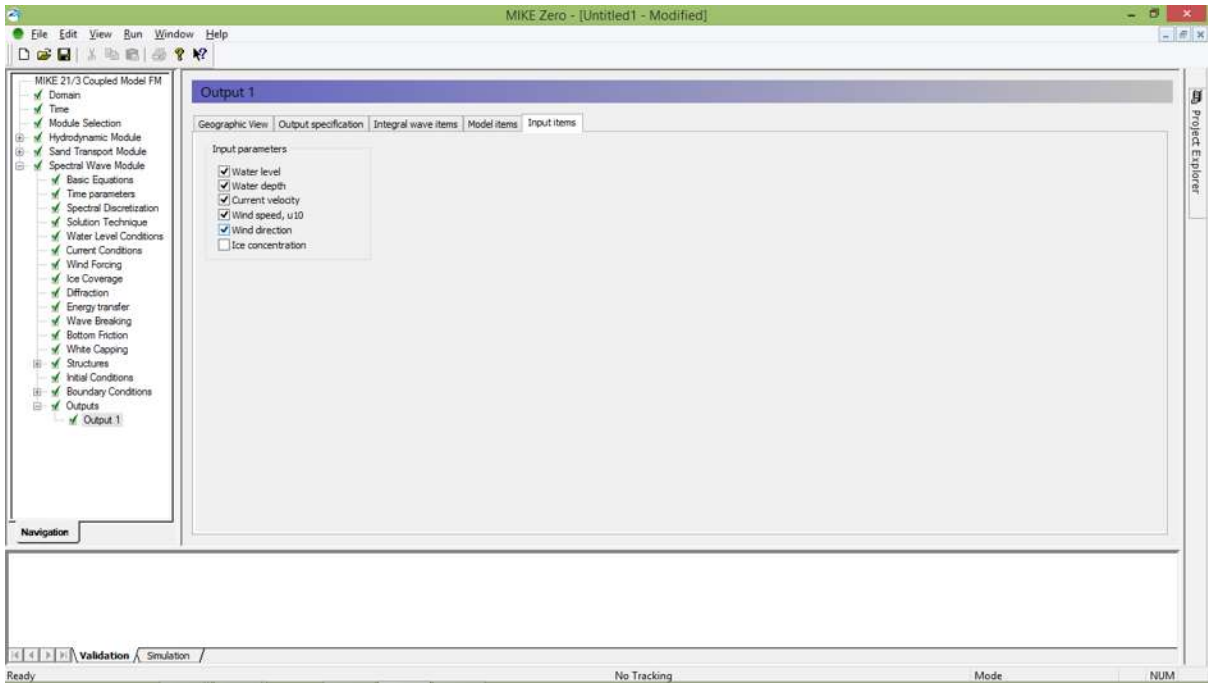 MIKE Zero - [Untitled1 - Modified]
File Edit View Run Window Help
MIKE 21/3 Coupled Model FM
Domain
Time
Module Selection
Hydrodynamic Module
Sand Transport Module
Spectral Wave Module
Basic Equations
Time parameters
Spectral Discretization
Solution Technique
Water Level Conditions
Current Conditions
Wind Forcing
Ice Coverage
Diffraction
Energy transfer
Wave Breaking
Bottom Friction
White Capping
Structures
Initial Conditions
Boundary Conditions
Outputs
Output 1
Navigation
Output 1
Geographic View Output specification Integral wave items Model items Input items
Input parameters
Water level
Water depth
Current velocity
Wind speed, u10
Wind direction
Ice concentration
Project Explorer
Validation Simulation
Ready No Tracking Mode NUM